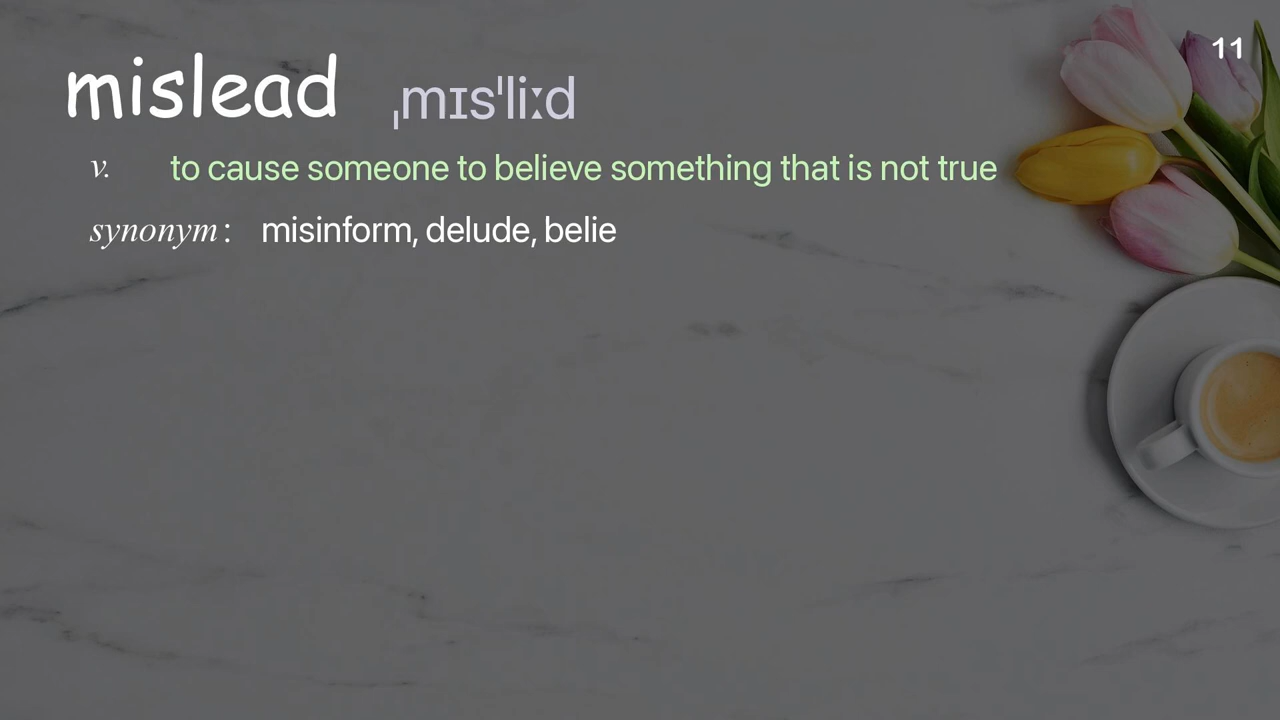 11
mislead ˌmɪsˈliːd
v. to cause someone to believe something that is not true
synonym : misinform, delude, belie